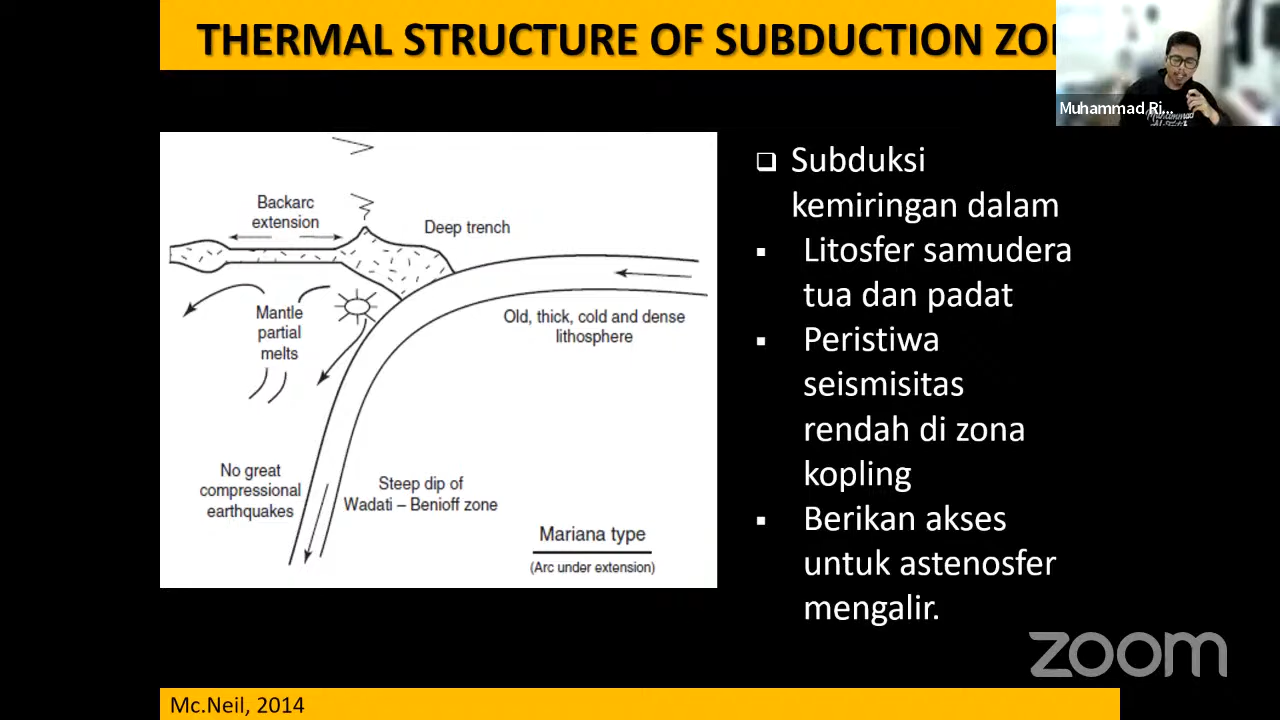 THERMAL STRUCTURE OF SUBDUCTION
Muhammad Ri...
Backarc
extension
Deep trench
Mantle
partial
melts
Old, thick, cold and dense
lithosphere
No great
compressional
earthquakes
Steep dip of
Wadati – Benioff zone
Mariana type
(Arc under extension)
Subduksi
kemiringan dalam
Litosfer samudera
tua dan padat
Peristiwa
seismisitas
rendah di zona
kopling
Berikan akses
untuk astenosfer
mengalir.
zoom
Mc.Neil, 2014